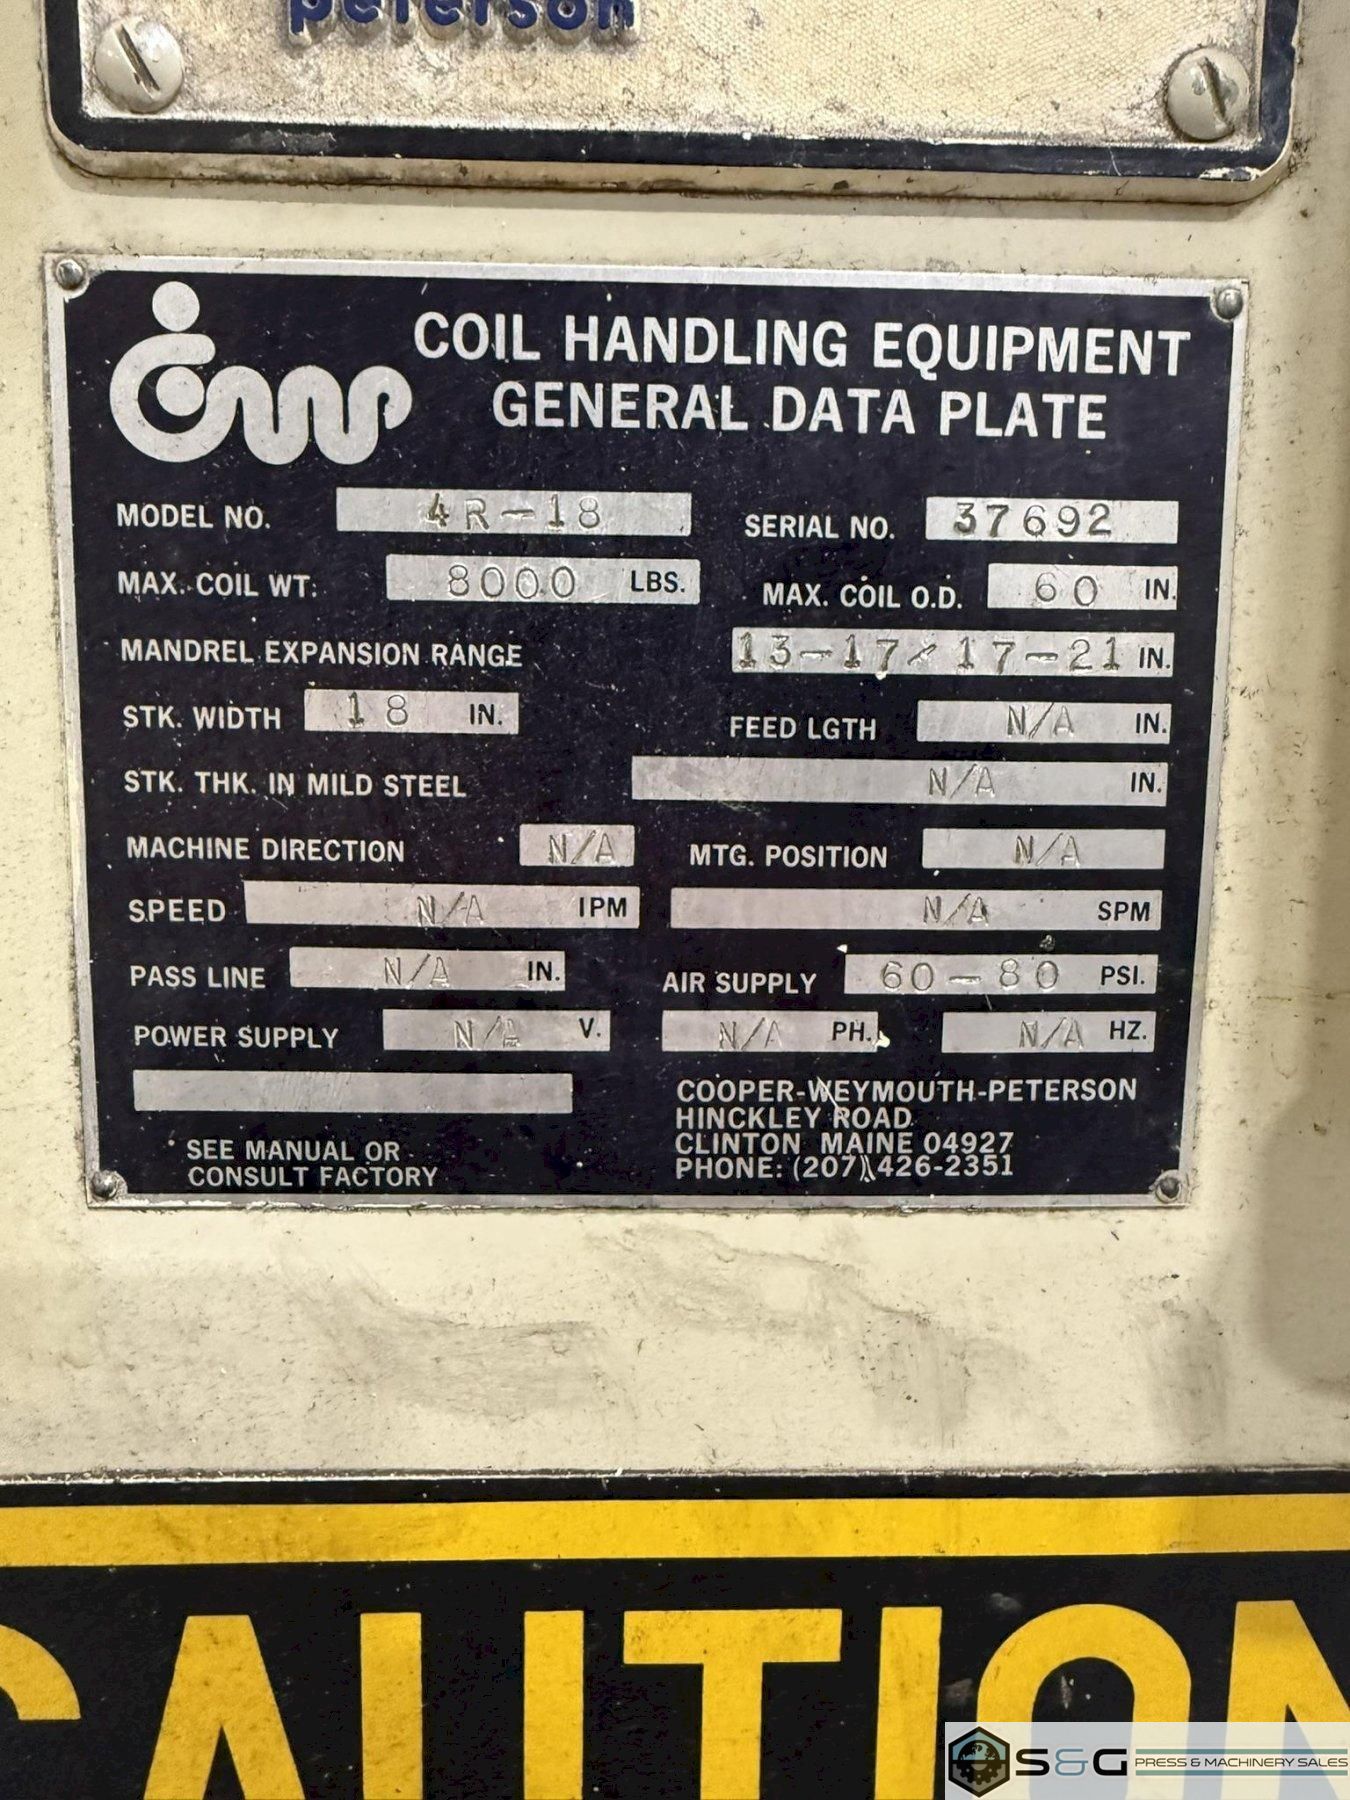 peterson
cwp COIL HANDLING EQUIPMENT
GENERAL DATA PLATE
MODEL NO. 4R-18 SERIAL NO. 37692
MAX. COIL WT. 8000 LBS. MAX. COIL O.D. 60 IN.
MANDREL EXPANSION RANGE 13-17/17-21 IN.
STK. WIDTH 18 IN. FEED LGTH N/A IN.
STK. THK. IN MILD STEEL N/A IN.
MACHINE DIRECTION N/A MTG. POSITION N/A
SPEED N/A IPM N/A SPM
PASS LINE N/A IN. AIR SUPPLY 60-80 PSI.
POWER SUPPLY N/A V. N/A PH. N/A HZ.
SEE MANUAL OR
CONSULT FACTORY
COOPER-WEYMOUTH-PETERSON
HINCKLEY ROAD
CLINTON MAINE 04927
PHONE: (207) 426-2351
CAUTION
S&G PRESS & MACHINERY SALES